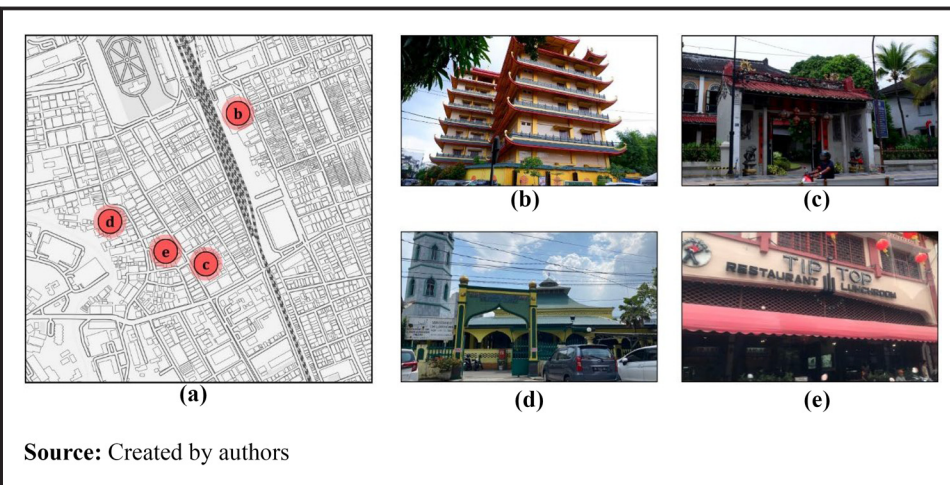 b
d
e
c
(a)
(b)
(c)
(d)
TIP TOP
RESTAURANT LUNCHROOM
(e)
Source: Created by authors